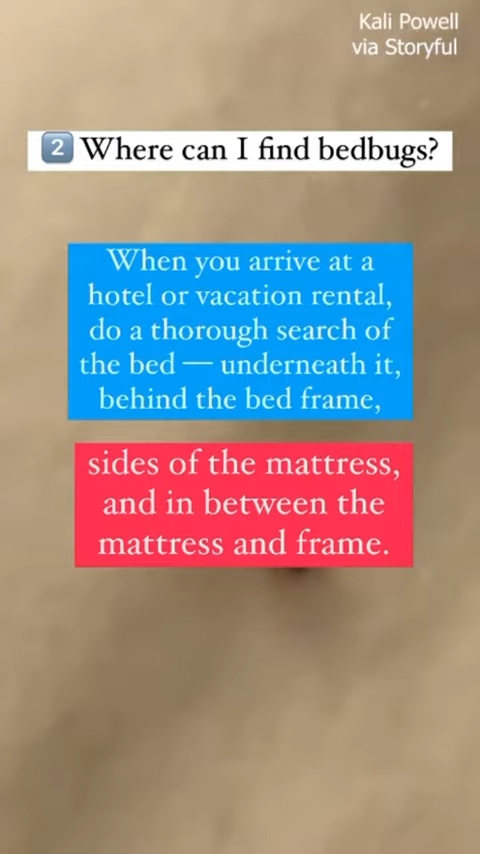 Kali Powell
via Storyful
2️⃣ Where can I find bedbugs?
When you arrive at a
hotel or vacation rental,
do a thorough search of
the bed — underneath it,
behind the bed frame,
sides of the mattress,
and in between the
mattress and frame.